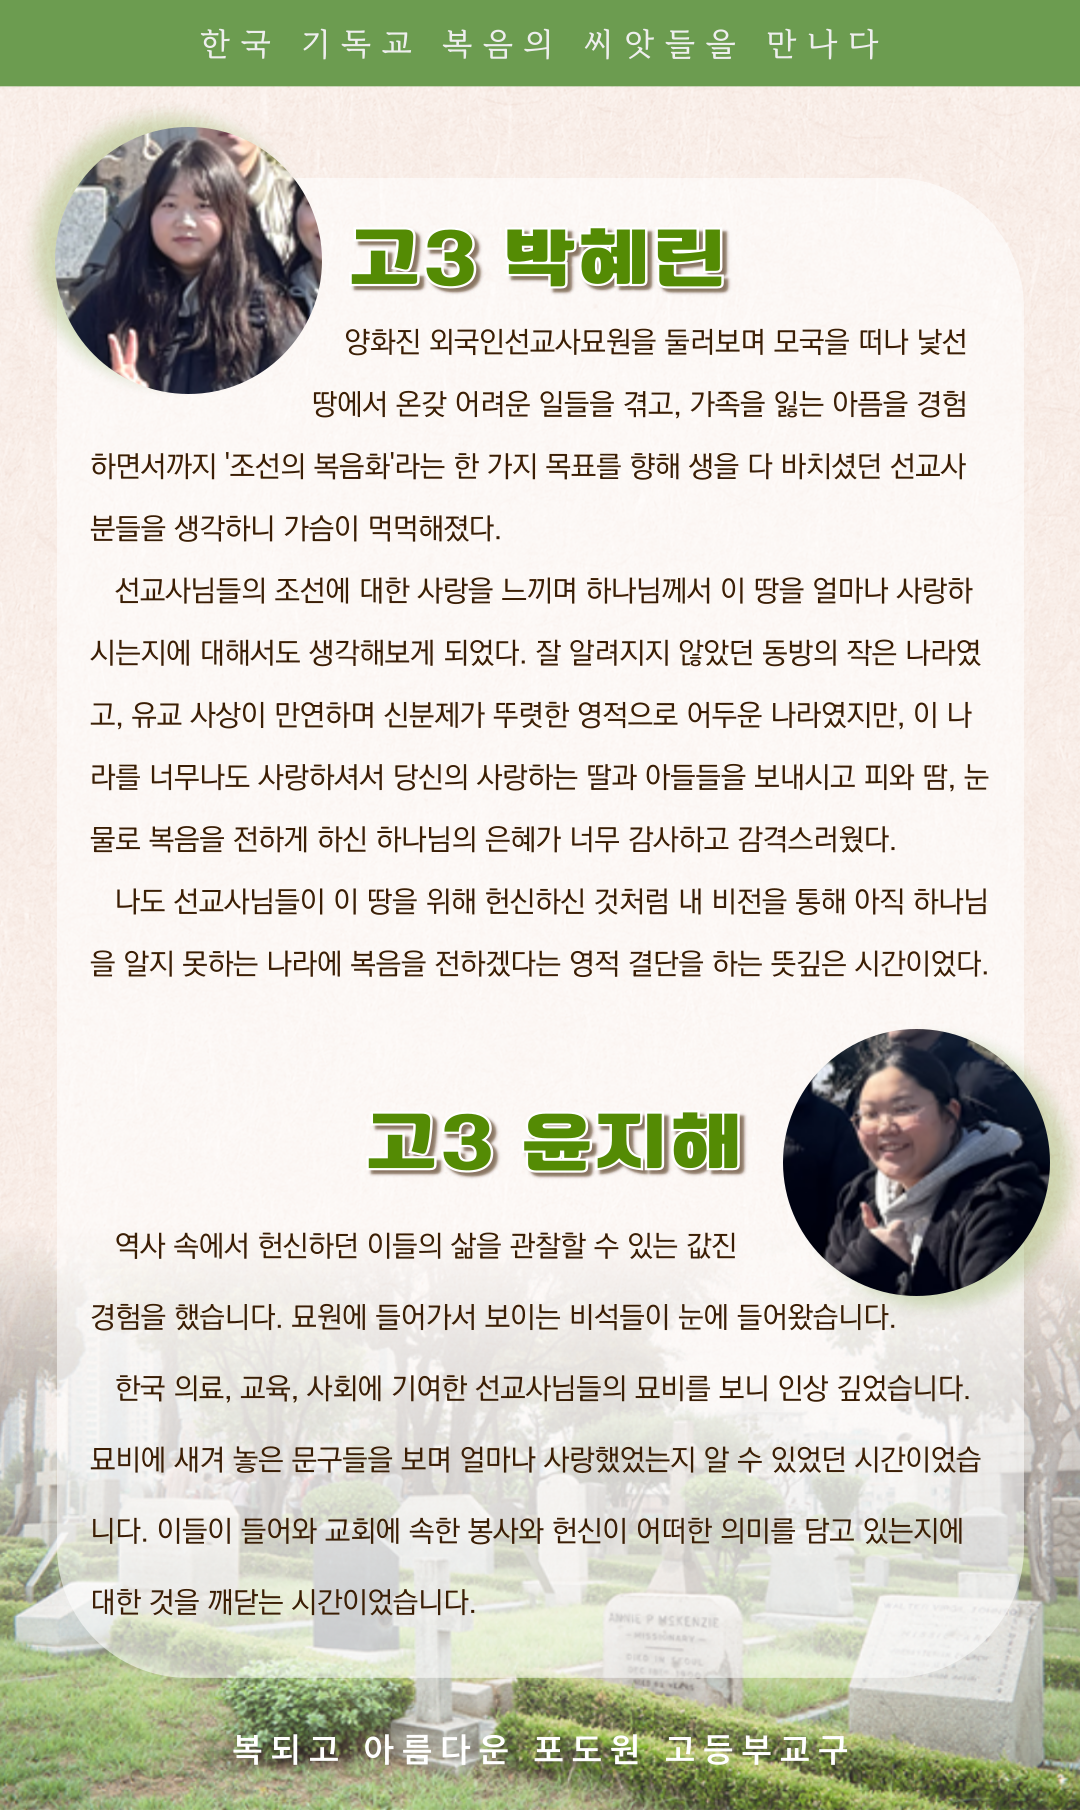 한국 기독교 복음의 씨앗들을 만나다
고3 박혜린
양화진 외국인선교사묘원을 둘러보며 모국을 떠나 낯선
땅에서 온갖 어려운 일들을 겪고, 가족을 잃는 아픔을 경험
하면서까지 '조선의 복음화'라는 한 가지 목표를 향해 생을 다 바치셨던 선교사
분들을 생각하니 가슴이 먹먹해졌다.
선교사님들의 조선에 대한 사랑을 느끼며 하나님께서 이 땅을 얼마나 사랑하
시는지에 대해서도 생각해보게 되었다. 잘 알려지지 않았던 동방의 작은 나라였
고, 유교 사상이 만연하며 신분제가 뚜렷한 영적으로 어두운 나라였지만, 이 나
라를 너무나도 사랑하셔서 당신의 사랑하는 딸과 아들들을 보내시고 피와 땀, 눈
물로 복음을 전하게 하신 하나님의 은혜가 너무 감사하고 감격스러웠다.
나도 선교사님들이 이 땅을 위해 헌신하신 것처럼 내 비전을 통해 아직 하나님
을 알지 못하는 나라에 복음을 전하겠다는 영적 결단을 하는 뜻깊은 시간이었다.
고3 윤지해
역사 속에서 헌신하던 이들의 삶을 관찰할 수 있는 값진
경험을 했습니다. 묘원에 들어가서 보이는 비석들이 눈에 들어왔습니다.
한국 의료, 교육, 사회에 기여한 선교사님들의 묘비를 보니 인상 깊었습니다.
묘비에 새겨 놓은 문구들을 보며 얼마나 사랑했었는지 알 수 있었던 시간이었습
니다. 이들이 들어와 교회에 속한 봉사와 헌신이 어떠한 의미를 담고 있는지에
대한 것을 깨닫는 시간이었습니다.
ANNIE P. MSKENZIE
MISSIONARY
DIED IN SEOUL
복되고 아름다운 포도원 고등부교구